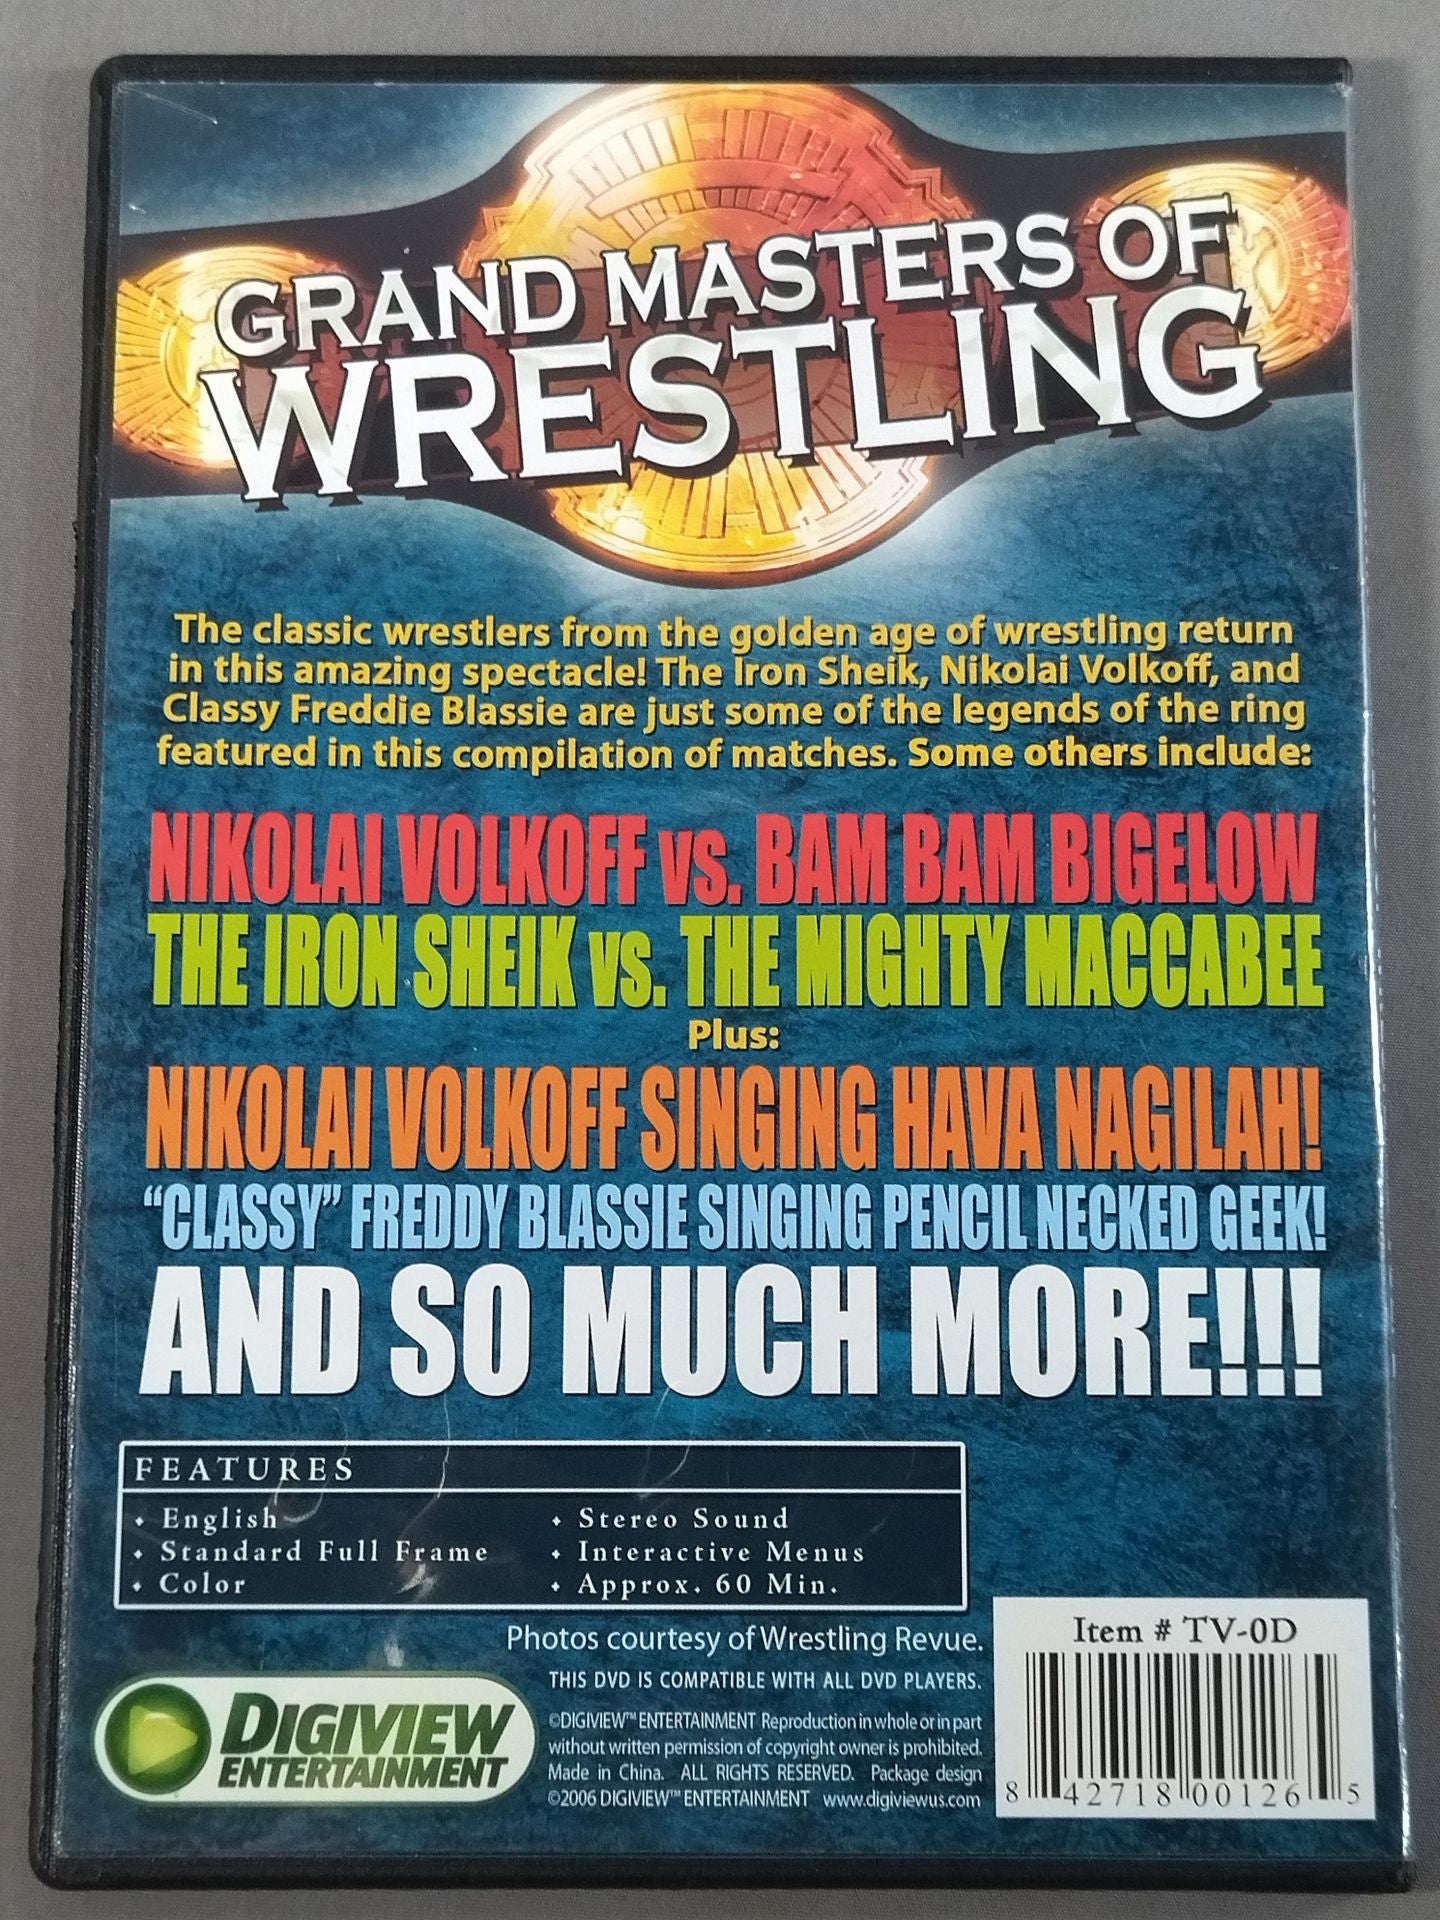 GRAND MASTERS OF
WRESTLING
The classic wrestlers from the golden age of wrestling return
in this amazing spectacle! The Iron Sheik, Nikolai Volkoff, and
Classy Freddie Blassie are just some of the legends of the ring
featured in this compilation of matches. Some others include:
NIKOLAI VOLKOFF VS. BAM BAM BIGELOW
THE IRON SHEIK VS. THE MIGHTY MACCABEE
Plus:
NIKOLAI VOLKOFF SINGING HAVA NAGILAH!
“CLASSY” FREDDY BLASSIE SINGING PENCIL NECKED GEEK!
AND SO MUCH MORE!!!
FEATURES
• English
• Standard Full Frame
• Color
• Stereo Sound
• Interactive Menus
• Approx. 60 Min.
Photos courtesy of Wrestling Revue.
THIS DVD IS COMPATIBLE WITH ALL DVD PLAYERS.
©DIGIVIEW™ ENTERTAINMENT Reproduction in whole or in part
without written permission of copyright owner is prohibited.
Made in China. ALL RIGHTS RESERVED. Package design
©2006 DIGIVIEW™ ENTERTAINMENT www.digiviewus.com
DIGIVIEW
ENTERTAINMENT
Item # TV-0D
8 42718 00126 5